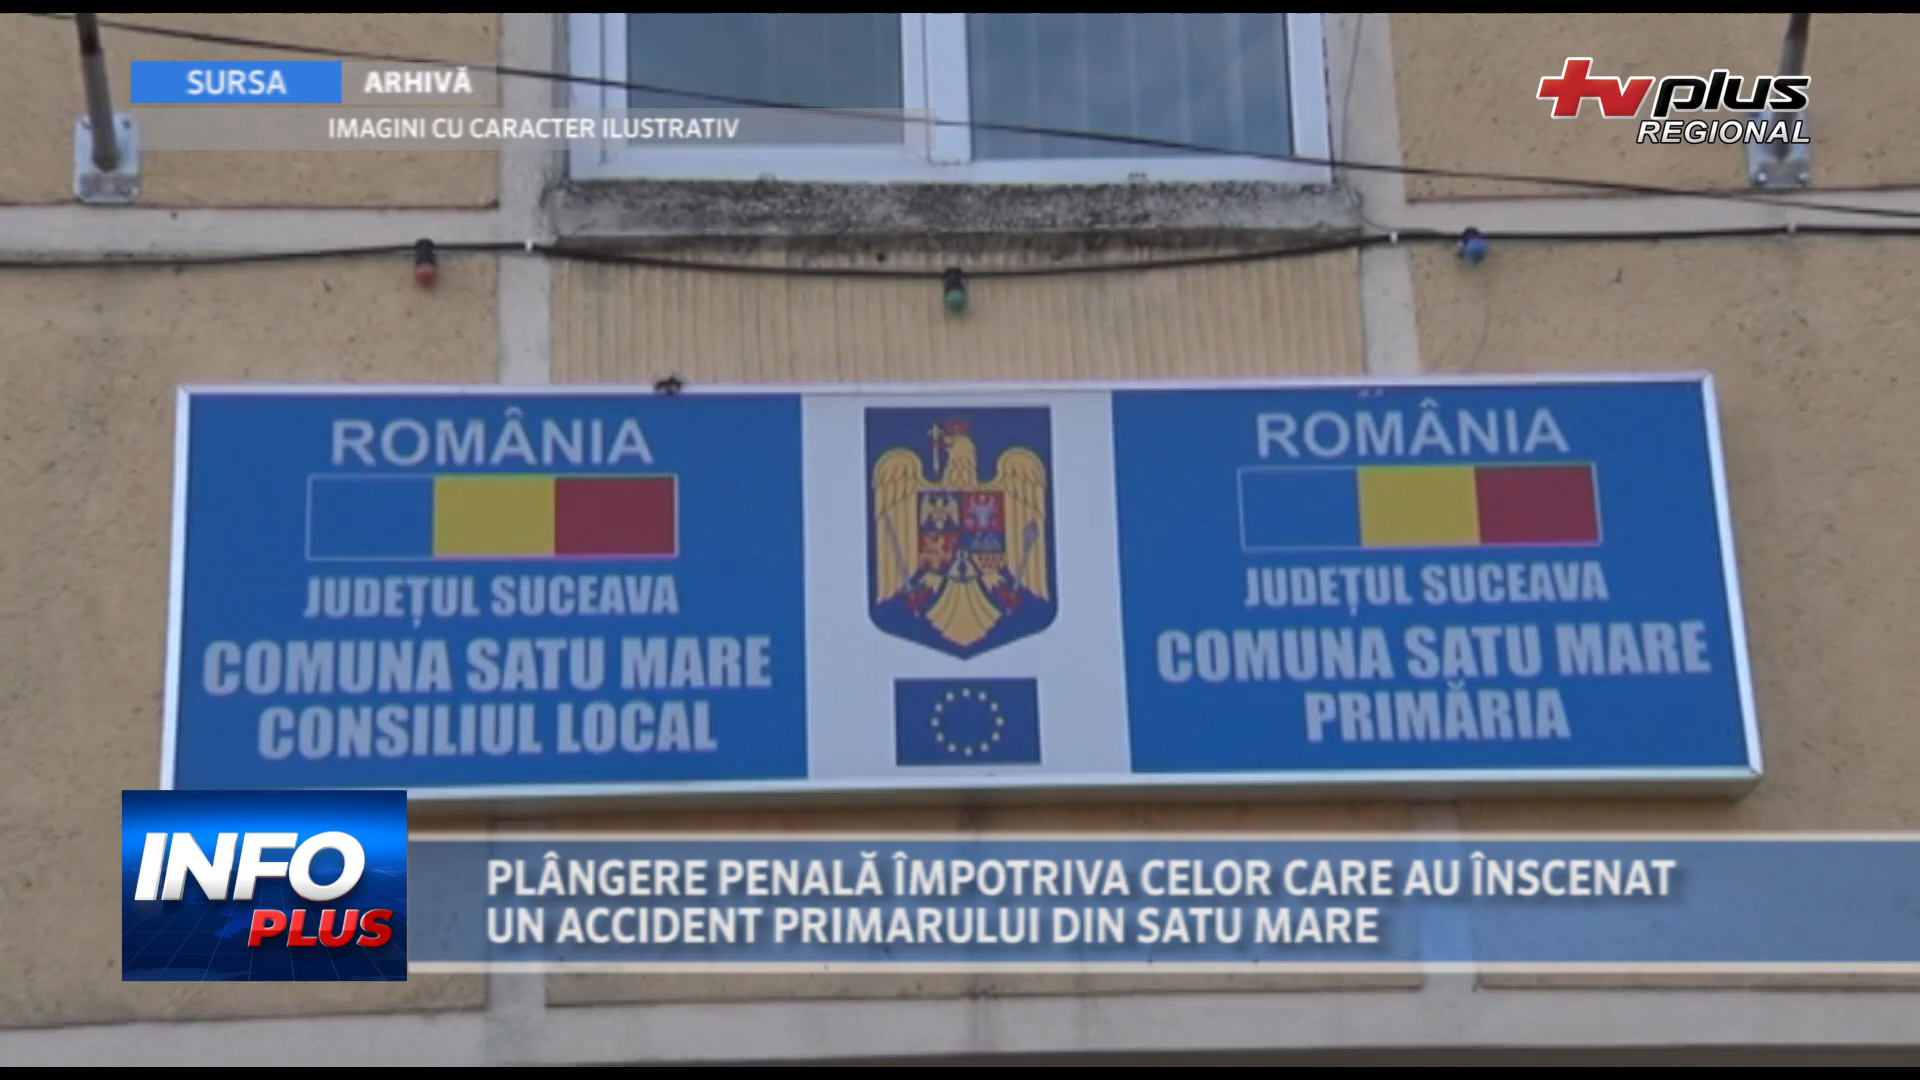 SURSA ARHIVĂ
IMAGINI CU CARACTER ILUSTRATIV
tvplus
REGIONAL
ROMÂNIA
JUDEȚUL SUCEAVA
COMUNA SATU MARE
CONSILIUL LOCAL
ROMÂNIA
JUDEȚUL SUCEAVA
COMUNA SATU MARE
PRIMĂRIA
INFO
PLUS
PLÂNGERE PENALĂ ÎMPOTRIVA CELOR CARE AU ÎNSCENAT
UN ACCIDENT PRIMARULUI DIN SATU MARE